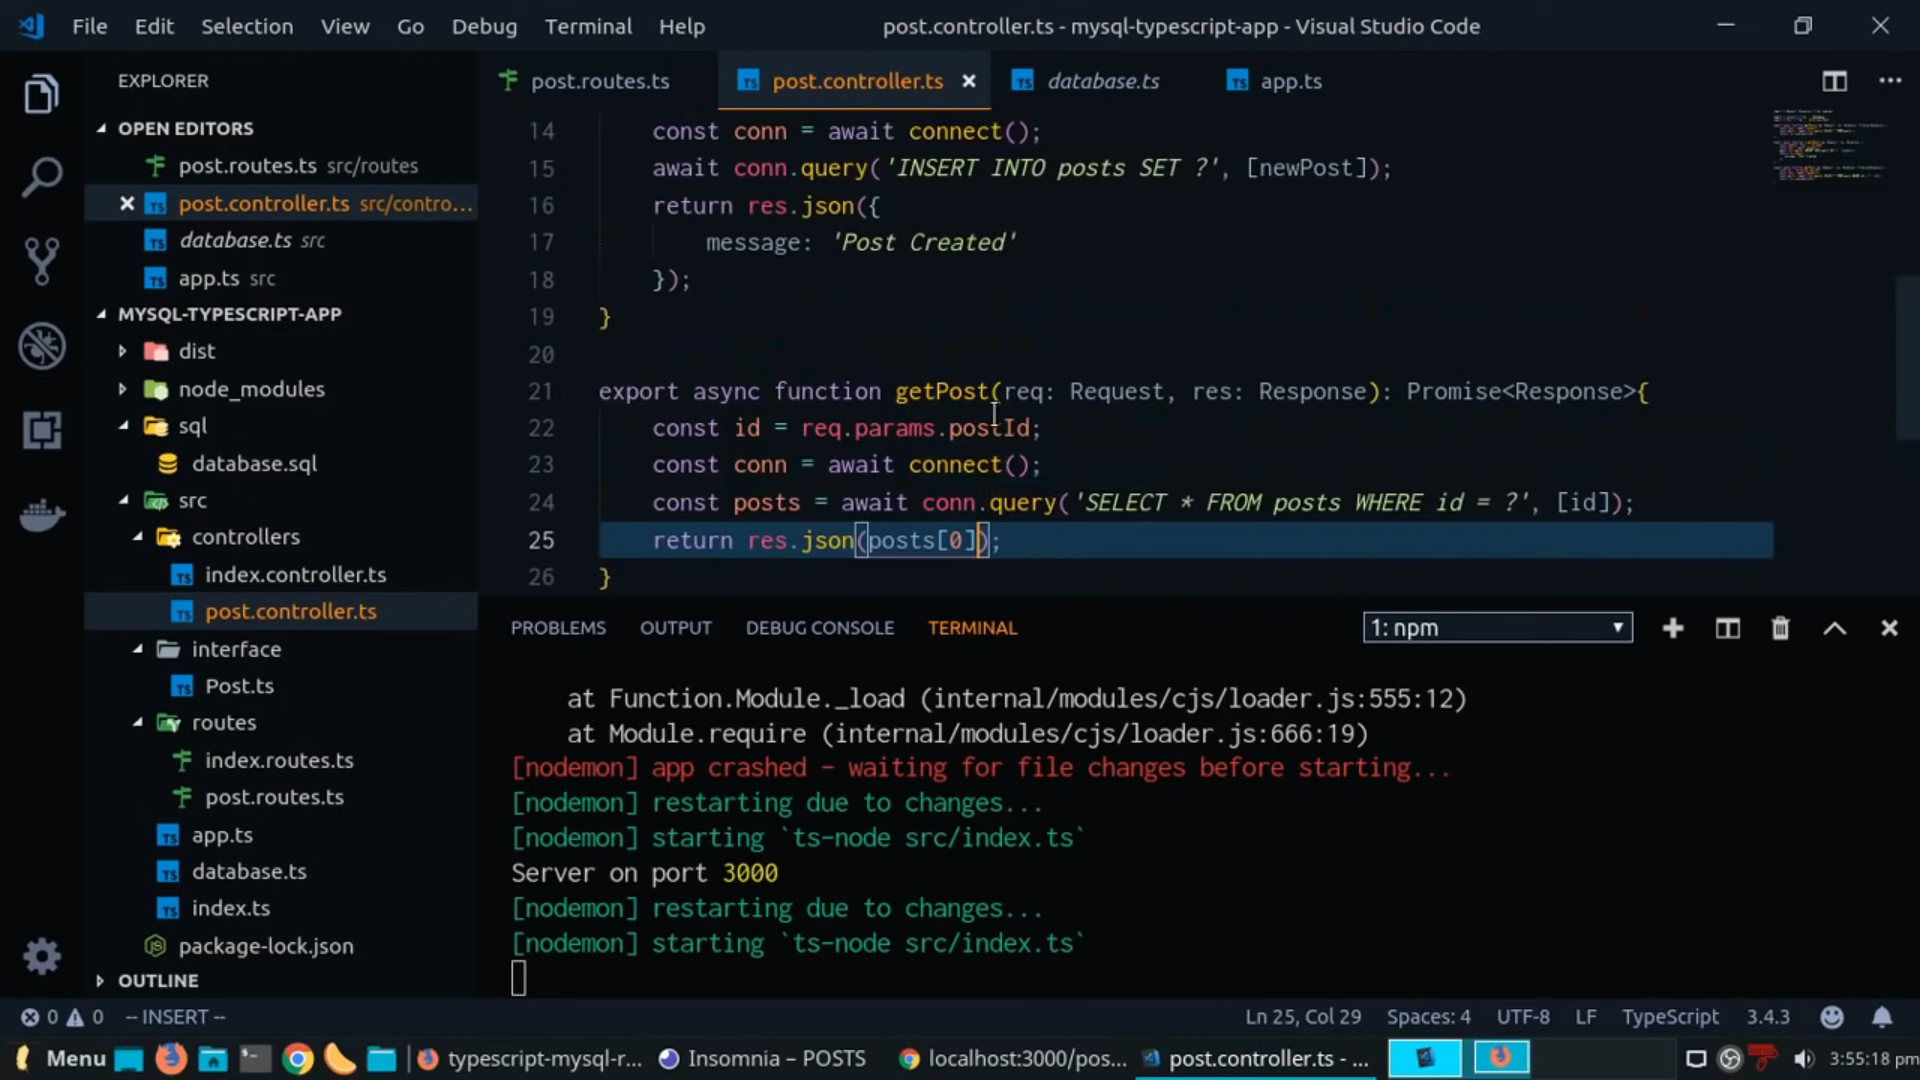 File Edit Selection View Go Debug Terminal Help
post.controller.ts - mysql-typescript-app - Visual Studio Code
EXPLORER
OPEN EDITORS
post.routes.ts src/routes
post.controller.ts src/contro...
database.ts src
app.ts src
MYSQL-TYPESCRIPT-APP
dist
node_modules
sql
database.sql
src
controllers
index.controller.ts
post.controller.ts
interface
Post.ts
routes
index.routes.ts
post.routes.ts
app.ts
database.ts
index.ts
package-lock.json
OUTLINE
post.routes.ts
post.controller.ts
database.ts
app.ts
14 const conn = await connect();
15 await conn.query('INSERT INTO posts SET ?', [newPost]);
16 return res.json({
17 message: 'Post Created'
18 });
19 }
20
21 export async function getPost(req: Request, res: Response): Promise<Response>{
22 const id = req.params.postId;
23 const conn = await connect();
24 const posts = await conn.query('SELECT * FROM posts WHERE id = ?', [id]);
25 return res.json(posts[0]);
26 }
PROBLEMS OUTPUT DEBUG CONSOLE TERMINAL
1: npm
at Function.Module._load (internal/modules/cjs/loader.js:555:12)
at Module.require (internal/modules/cjs/loader.js:666:19)
[nodemon] app crashed - waiting for file changes before starting...
[nodemon] restarting due to changes...
[nodemon] starting `ts-node src/index.ts`
Server on port 3000
[nodemon] restarting due to changes...
[nodemon] starting `ts-node src/index.ts`
0 0 -- INSERT --
Ln 25, Col 29 Spaces: 4 UTF-8 LF TypeScript 3.4.3
Menu
typescript-mysql-r...
Insomnia – POSTS
localhost:3000/pos...
post.controller.ts - ...
3:55:18 pm